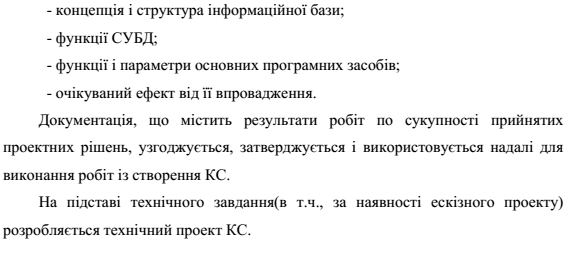 - концепція і структура інформаційної бази;
- функції СУБД;
- функції і параметри основних програмних засобів;
- очікуваний ефект від її впровадження.
Документація, що містить результати робіт по сукупності прийнятих
проектних рішень, узгоджується, затверджується і використовується надалі для
виконання робіт із створення КС.
На підставі технічного завдання(в т.ч., за наявності ескізного проекту)
розробляється технічний проект КС.